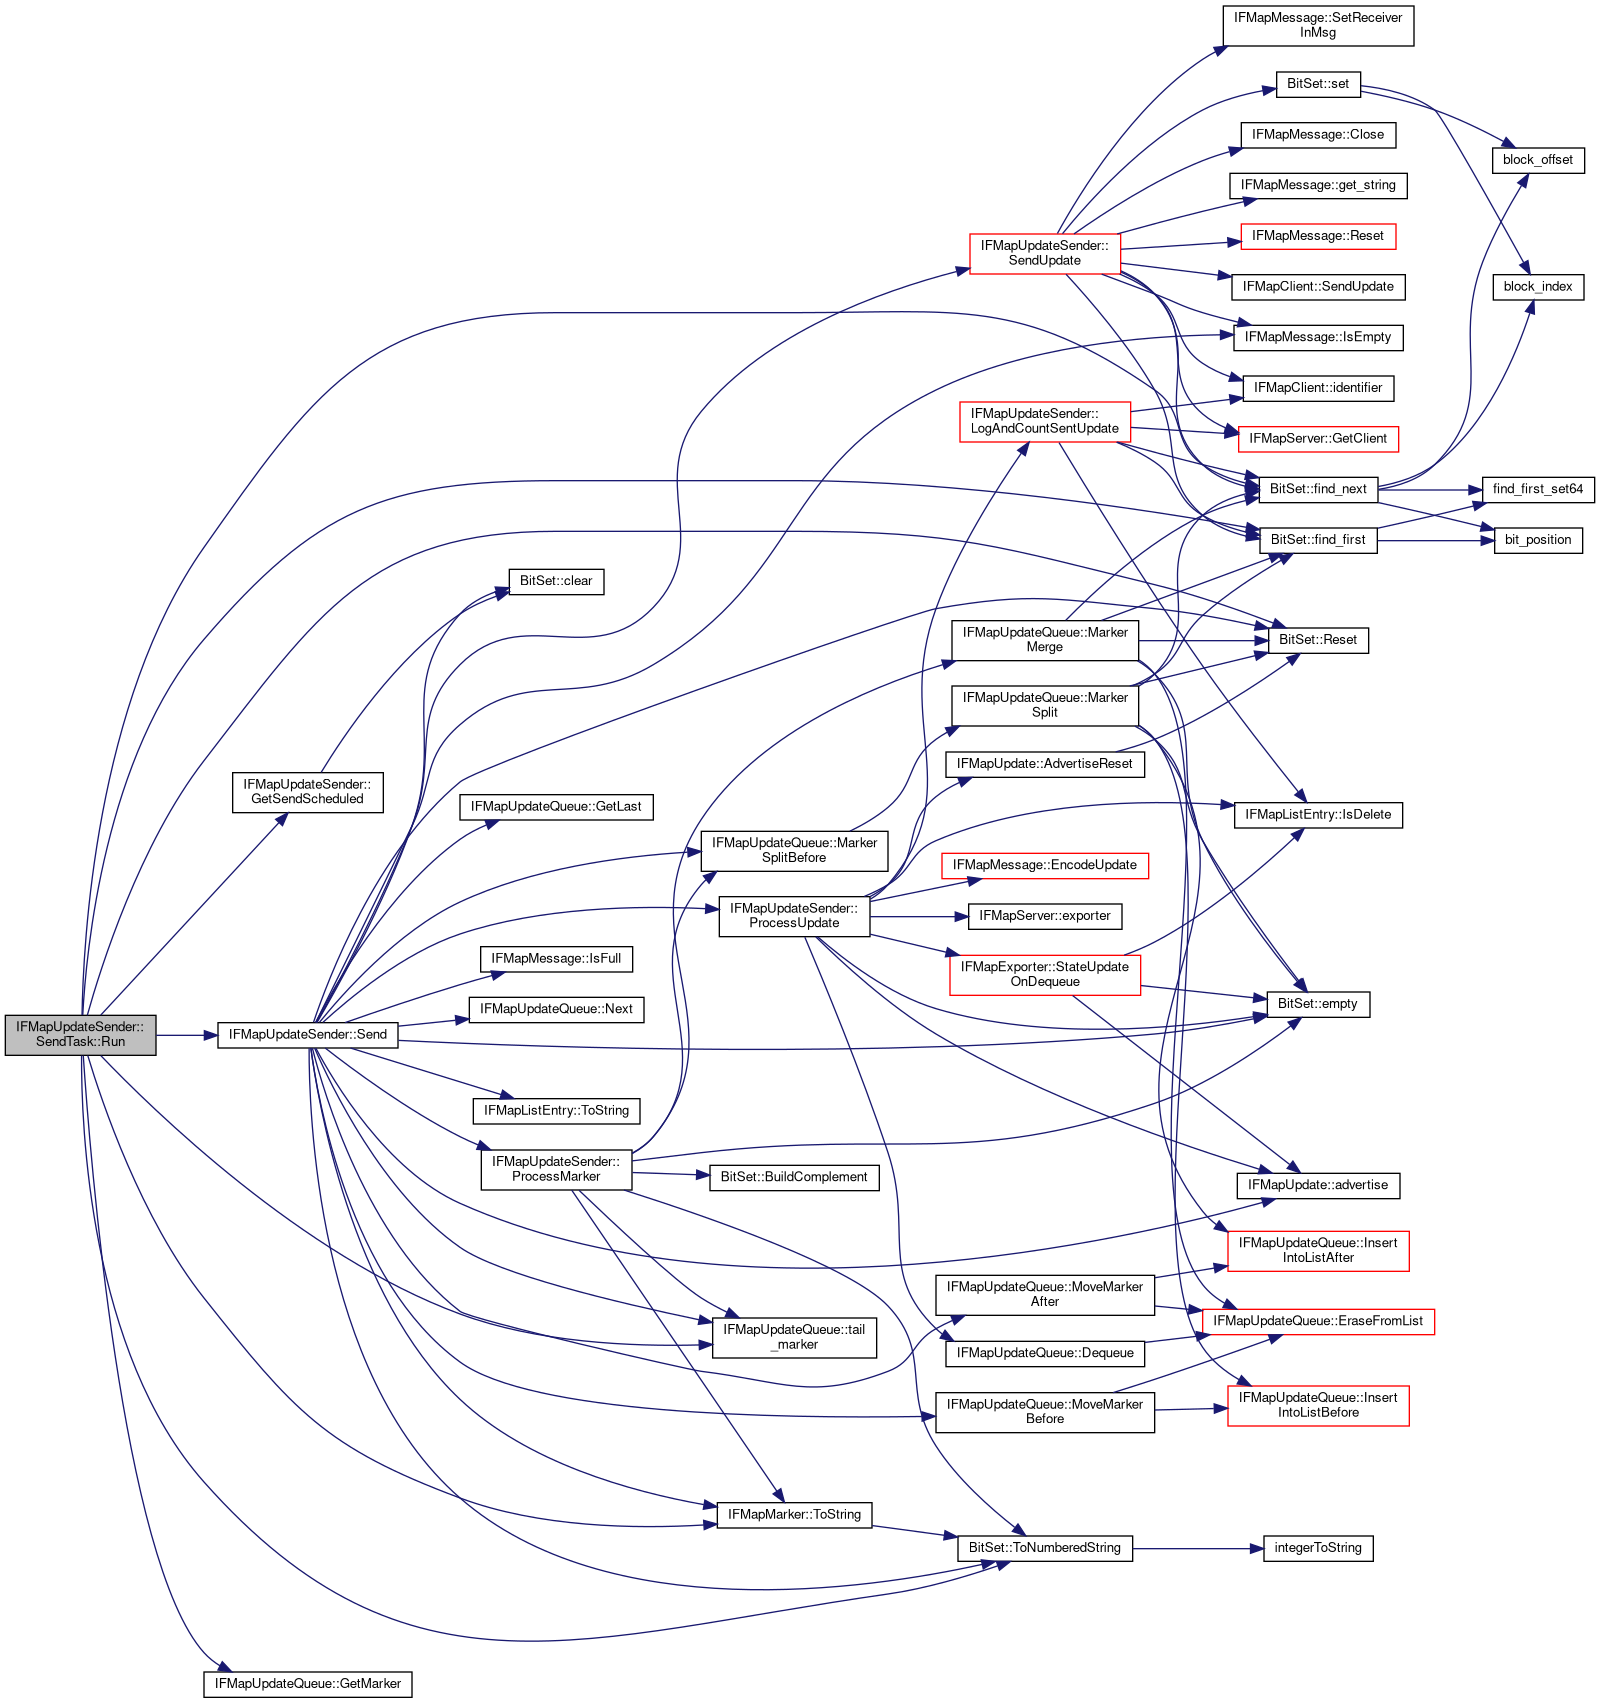 IFMapMessage::SetReceiver
InMsg
BitSet::set
IFMapMessage::Close
block_offset
IFMapMessage::get_string
IFMapMessage::Reset
IFMapUpdateSender::
SendUpdate
IFMapClient::SendUpdate
block_index
IFMapMessage::IsEmpty
IFMapClient::identifier
IFMapUpdateSender::
LogAndCountSentUpdate
IFMapServer::GetClient
BitSet::find_next
find_first_set64
BitSet::find_first
bit_position
BitSet::clear
IFMapUpdateQueue::Marker
Merge
BitSet::Reset
IFMapUpdateQueue::Marker
Split
IFMapUpdate::AdvertiseReset
IFMapUpdateSender::
GetSendScheduled
IFMapUpdateQueue::GetLast
IFMapListEntry::IsDelete
IFMapUpdateQueue::Marker
SplitBefore
IFMapMessage::EncodeUpdate
IFMapUpdateSender::
ProcessUpdate
IFMapServer::exporter
IFMapMessage::IsFull
IFMapExporter::StateUpdate
OnDequeue
BitSet::empty
IFMapUpdateQueue::Next
IFMapUpdateSender::
SendTask::Run
IFMapUpdateSender::Send
IFMapListEntry::ToString
IFMapUpdateSender::
ProcessMarker
BitSet::BuildComplement
IFMapUpdate::advertise
IFMapUpdateQueue::Insert
IntoListAfter
IFMapUpdateQueue::MoveMarker
After
IFMapUpdateQueue::EraseFromList
IFMapUpdateQueue::tail
_marker
IFMapUpdateQueue::Dequeue
IFMapUpdateQueue::MoveMarker
Before
IFMapUpdateQueue::Insert
IntoListBefore
IFMapMarker::ToString
BitSet::ToNumberedString
integerToString
IFMapUpdateQueue::GetMarker